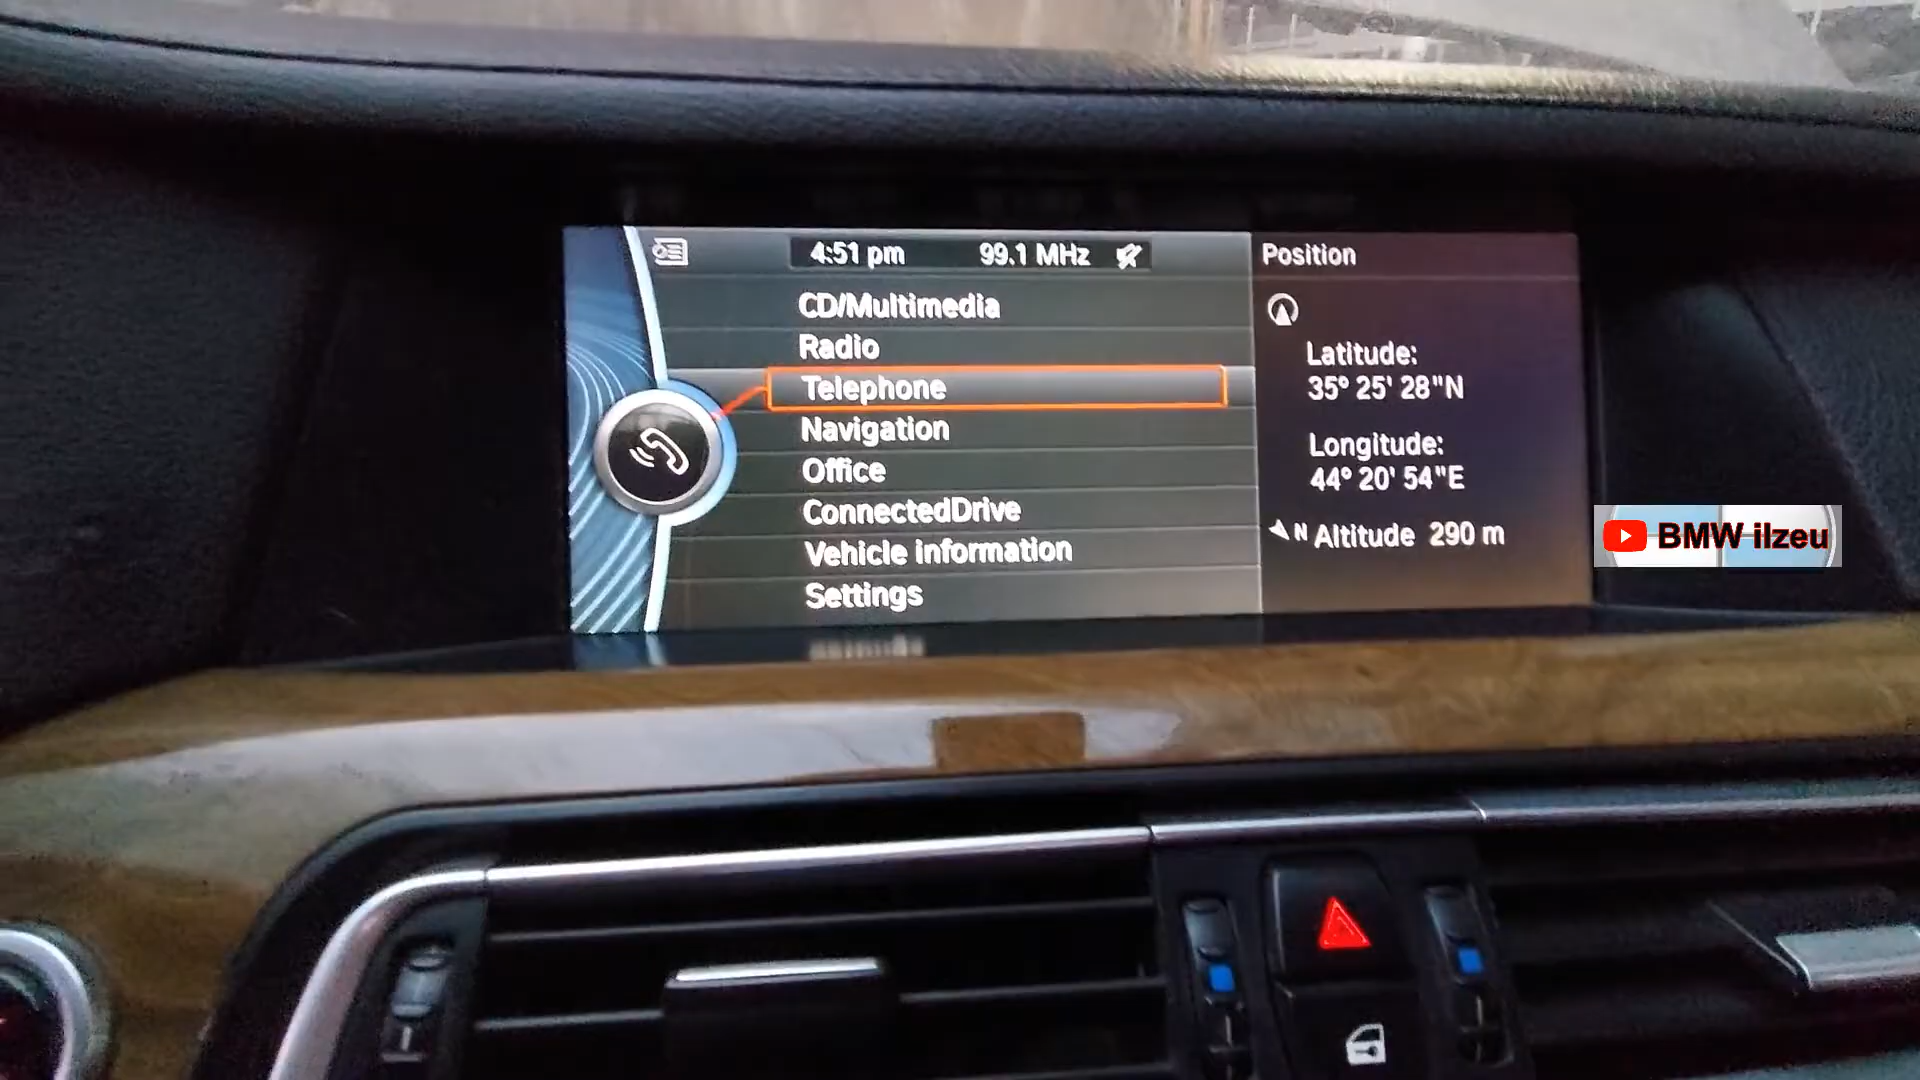 4:51 pm 99.1 MHz
CD/Multimedia
Radio
Telephone
Navigation
Office
ConnectedDrive
Vehicle information
Settings
Position
Latitude:
35° 25' 28"N
Longitude:
44° 20' 54"E
N Altitude 290 m
BMW ilzeu